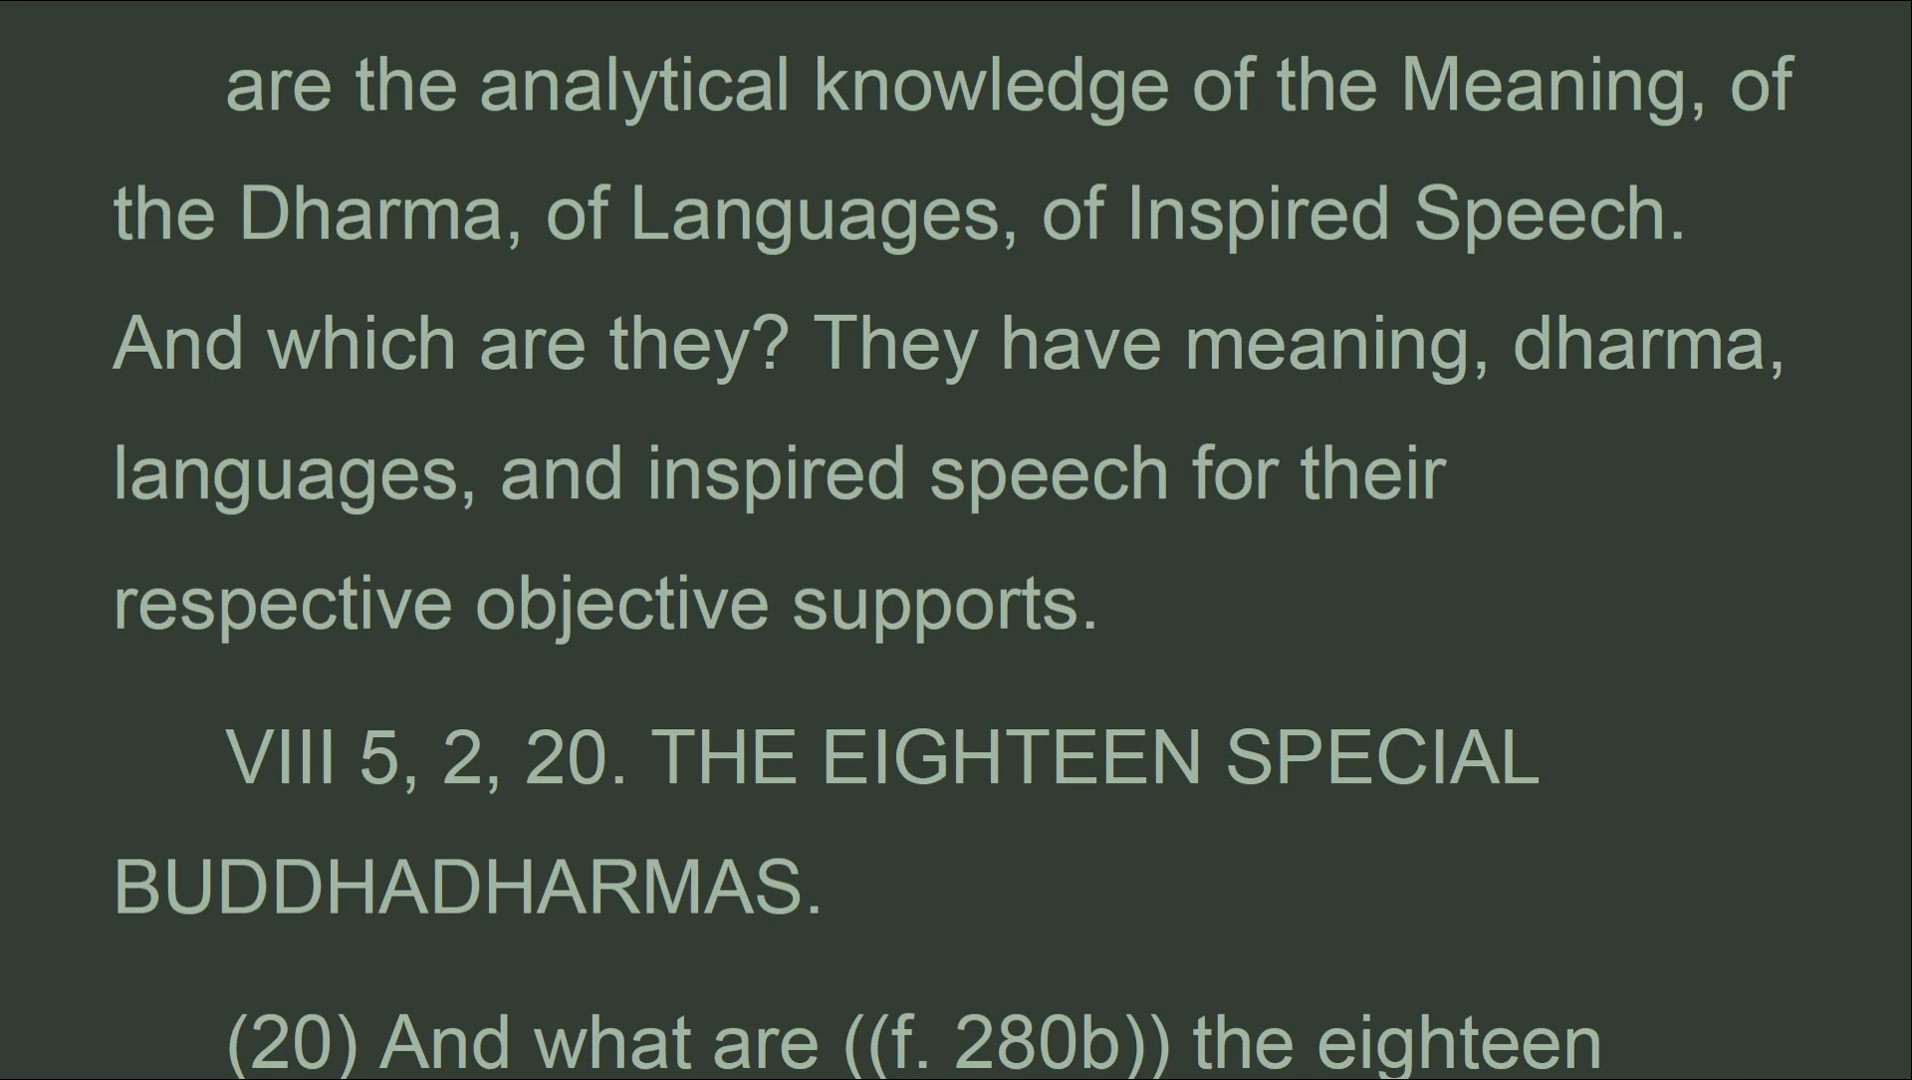 are the analytical knowledge of the Meaning, of
the Dharma, of Languages, of Inspired Speech.
And which are they? They have meaning, dharma,
languages, and inspired speech for their
respective objective supports.
VIII 5, 2, 20. THE EIGHTEEN SPECIAL
BUDDHADHARMAS.
(20) And what are ((f. 280b)) the eighteen